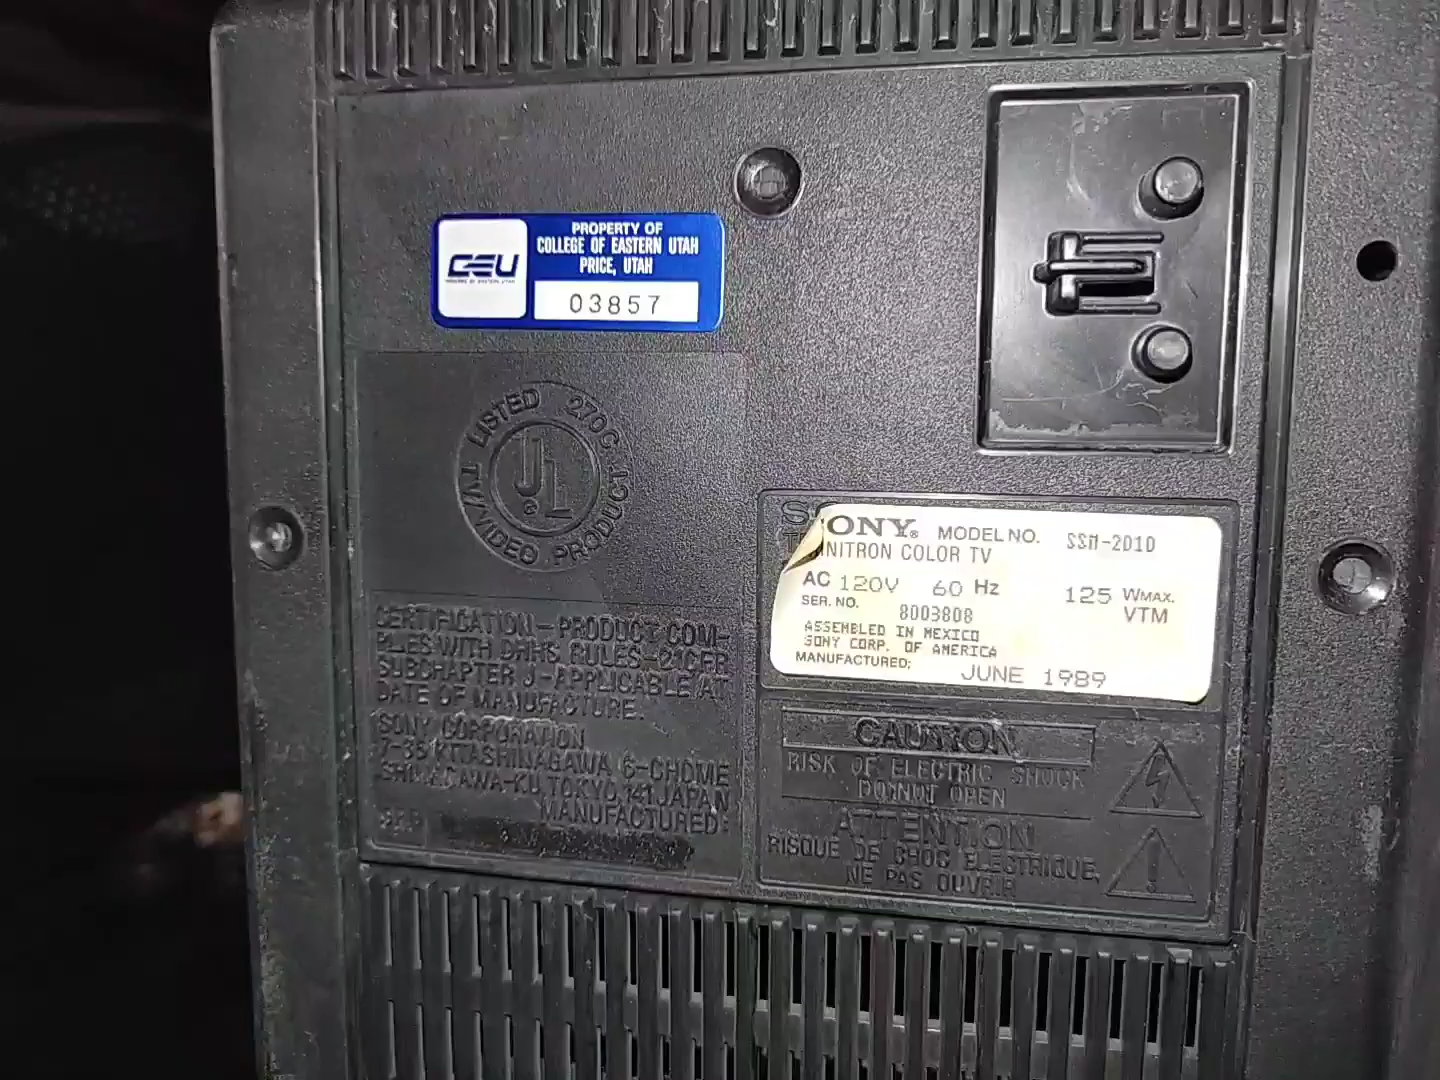 PROPERTY OF
COLLEGE OF EASTERN UTAH
PRICE, UTAH
CEU
03857
LISTED 270C
UL
TV/VIDEO PRODUCT
CERTIFICATION – PRODUCT COM-
PLIES WITH DHHS RULES–21CFR
SUBCHAPTER J–APPLICABLE AT
DATE OF MANUFACTURE.
SONY CORPORATION
7–35 KITASHINAGAWA 6–CHOME
SHINAGAWA-KU, TOKYO, 141 JAPAN
MANUFACTURED:
SONY® MODEL NO. SSM-2010
TRINITRON COLOR TV
AC 120V 60 Hz 125 WMAX.
VTM
SER. NO. 8003808
ASSEMBLED IN MEXICO
SONY CORP. OF AMERICA
MANUFACTURED: JUNE 1989
CAUTION
RISK OF ELECTRIC SHOCK
DO NOT OPEN
ATTENTION
RISQUE DE CHOC ELECTRIQUE,
NE PAS OUVRIR